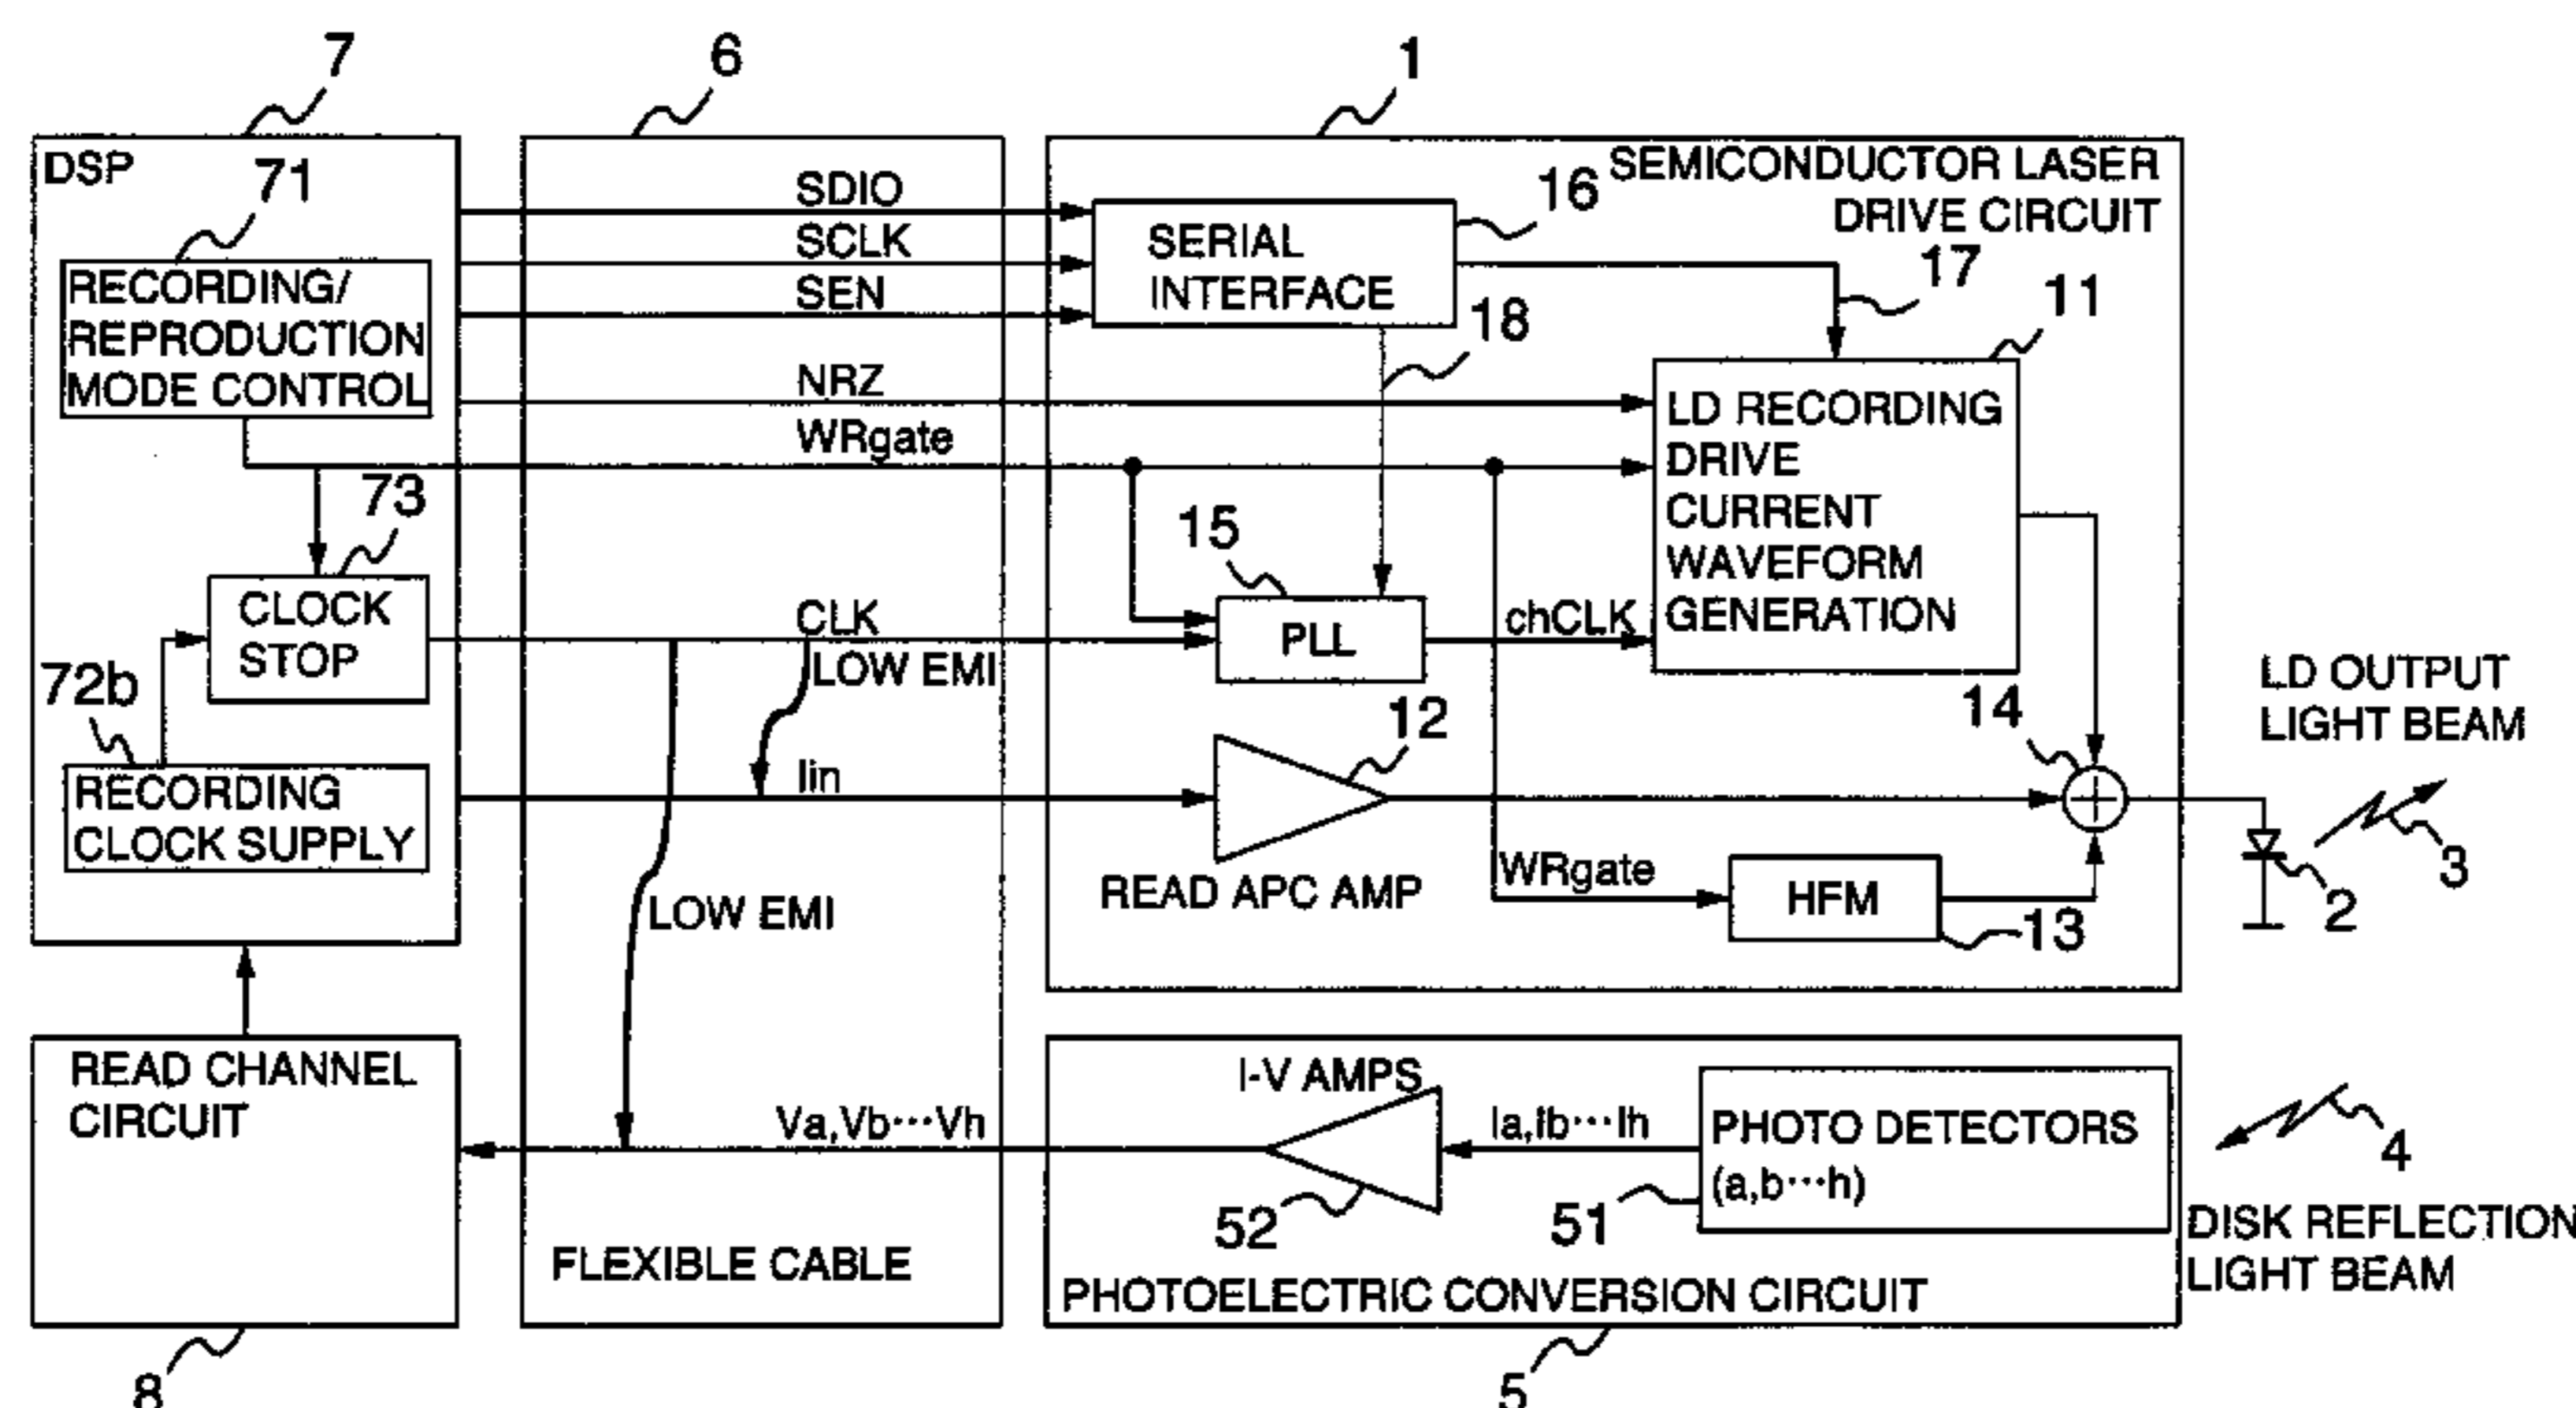 7
6
1
DSP
71
RECORDING/
REPRODUCTION
MODE CONTROL
73
CLOCK
STOP
72b
RECORDING
CLOCK SUPPLY
SDIO
SCLK
SEN
NRZ
WRgate
CLK
LOW EMI
Iin
LOW EMI
Va,Vb···Vh
FLEXIBLE CABLE
SEMICONDUCTOR LASER
DRIVE CIRCUIT
16
SERIAL
INTERFACE
17
18
11
LD RECORDING
DRIVE
CURRENT
WAVEFORM
GENERATION
15
PLL
chCLK
12
READ APC AMP
14
WRgate
HFM
13
LD OUTPUT
LIGHT BEAM
3
2
READ CHANNEL
CIRCUIT
8
I-V AMPS
52
Ia,Ib···Ih
PHOTO DETECTORS
(a,b···h)
51
PHOTOELECTRIC CONVERSION CIRCUIT
5
4
DISK REFLECTION
LIGHT BEAM